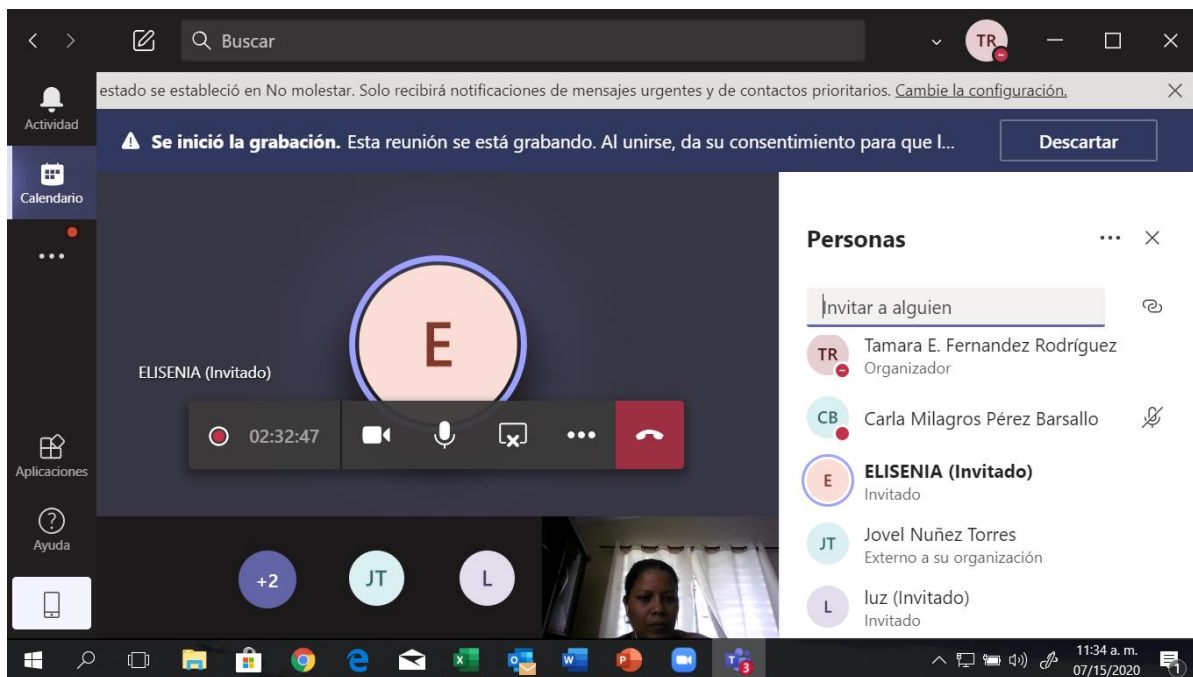 Buscar
TR
estado se estableció en No molestar. Solo recibirá notificaciones de mensajes urgentes y de contactos prioritarios. Cambie la configuración.
Actividad
Se inició la grabación. Esta reunión se está grabando. Al unirse, da su consentimiento para que l...
Descartar
Calendario
Personas
Invitar a alguien
E
ELISENIA (Invitado)
02:32:47
TR
Tamara E. Fernandez Rodríguez
Organizador
CB
Carla Milagros Pérez Barsallo
E
ELISENIA (Invitado)
Invitado
JT
Jovel Nuñez Torres
Externo a su organización
L
luz (Invitado)
Invitado
Aplicaciones
Ayuda
+2
JT
L
11:34 a. m.
07/15/2020
3
1